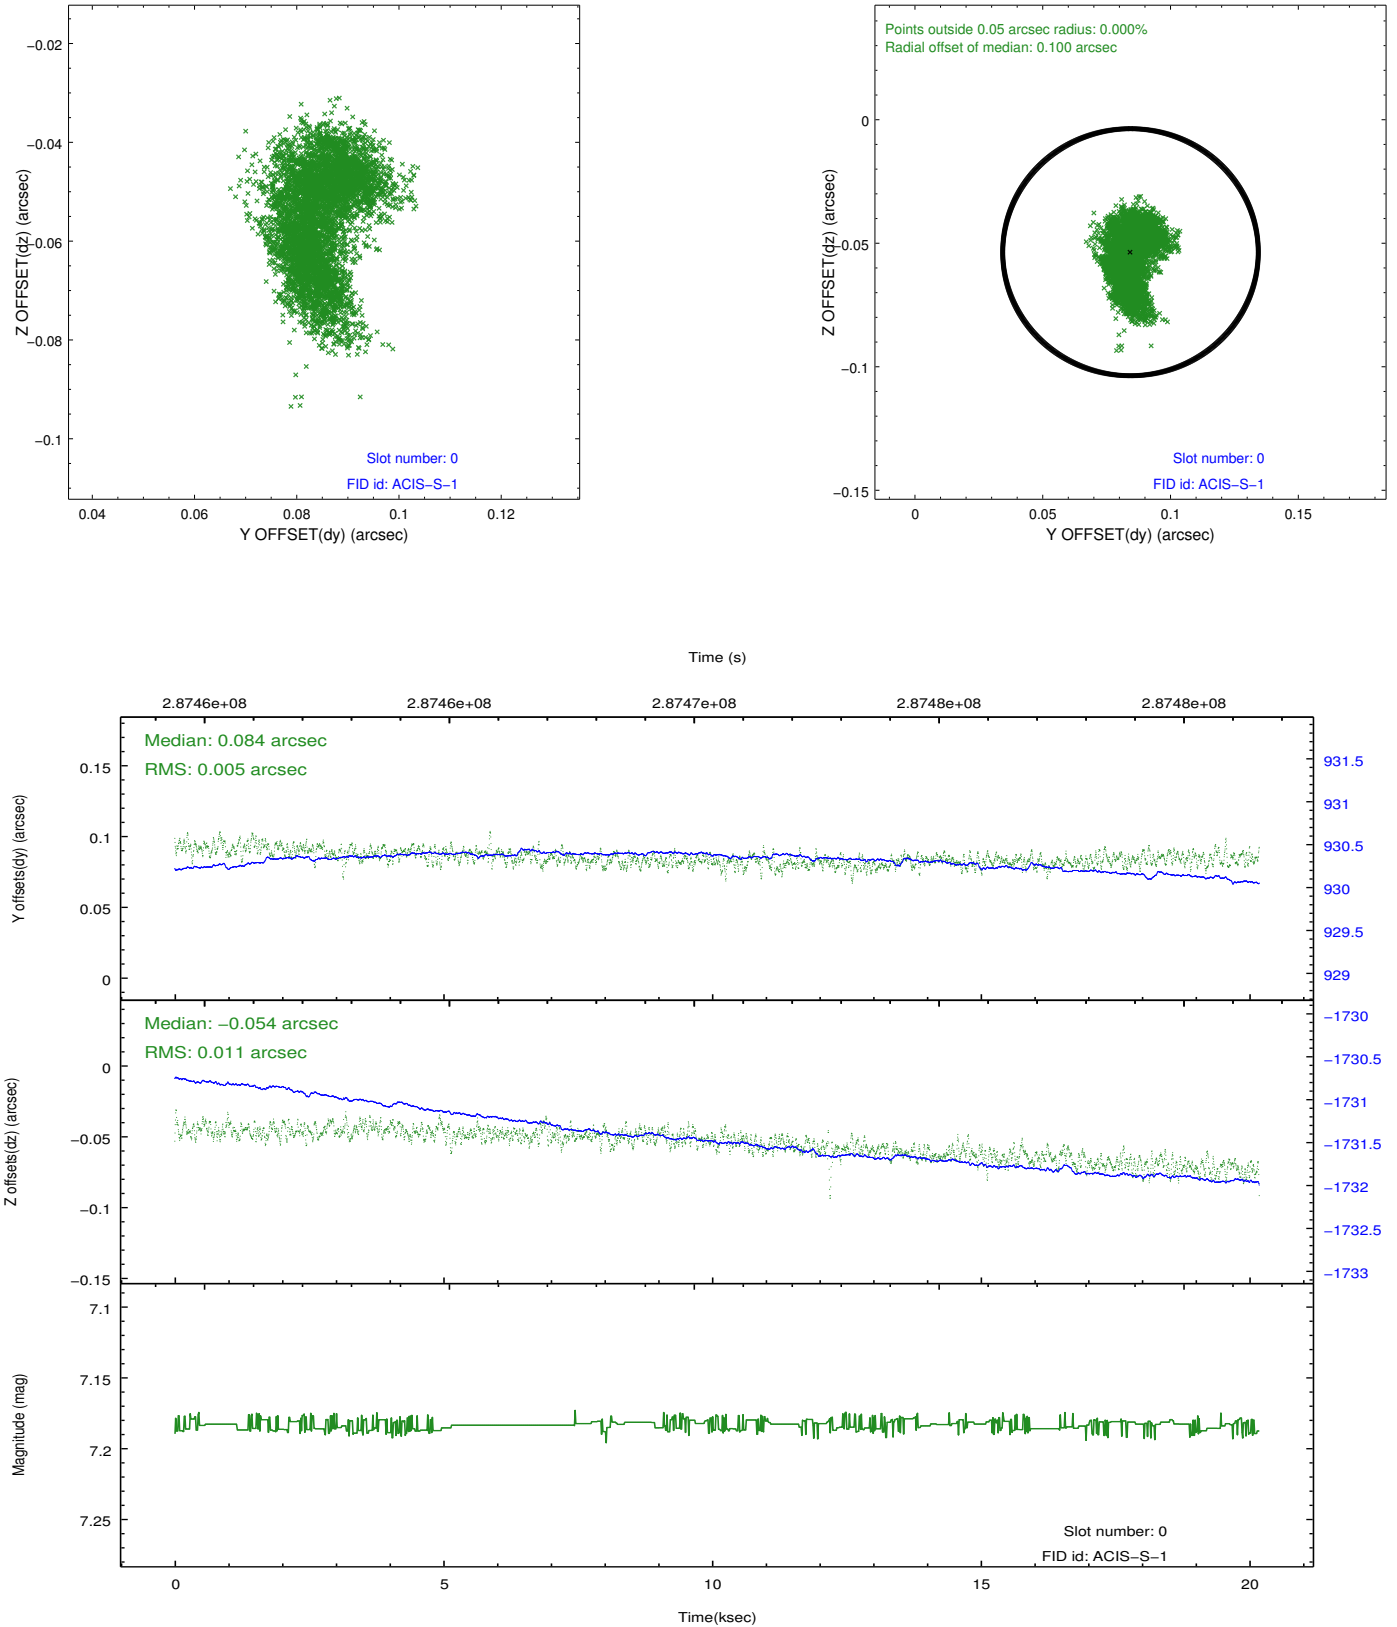 −0.02
−0.04
−0.06
−0.08
−0.1
Z OFFSET(dz) (arcsec)
Slot number: 0
FID id: ACIS−S−1
0.04
0.06
0.08
0.1
0.12
Y OFFSET(dy) (arcsec)
Points outside 0.05 arcsec radius: 0.000%
Radial offset of median: 0.100 arcsec
0
−0.05
−0.1
−0.15
Z OFFSET(dz) (arcsec)
Slot number: 0
FID id: ACIS−S−1
0
0.05
0.1
0.15
Y OFFSET(dy) (arcsec)
Time (s)
2.8746e+08
2.8746e+08
2.8747e+08
2.8748e+08
2.8748e+08
Median: 0.084 arcsec
RMS: 0.005 arcsec
0.15
0.1
0.05
0
Y offsets(dy) (arcsec)
931.5
931
930.5
930
929.5
929
Median: −0.054 arcsec
RMS: 0.011 arcsec
0
−0.05
−0.1
−0.15
Z offsets(dz) (arcsec)
−1730
−1730.5
−1731
−1731.5
−1732
−1732.5
−1733
7.1
7.15
7.2
7.25
Magnitude (mag)
Slot number: 0
FID id: ACIS−S−1
0
5
10
15
20
Time(ksec)